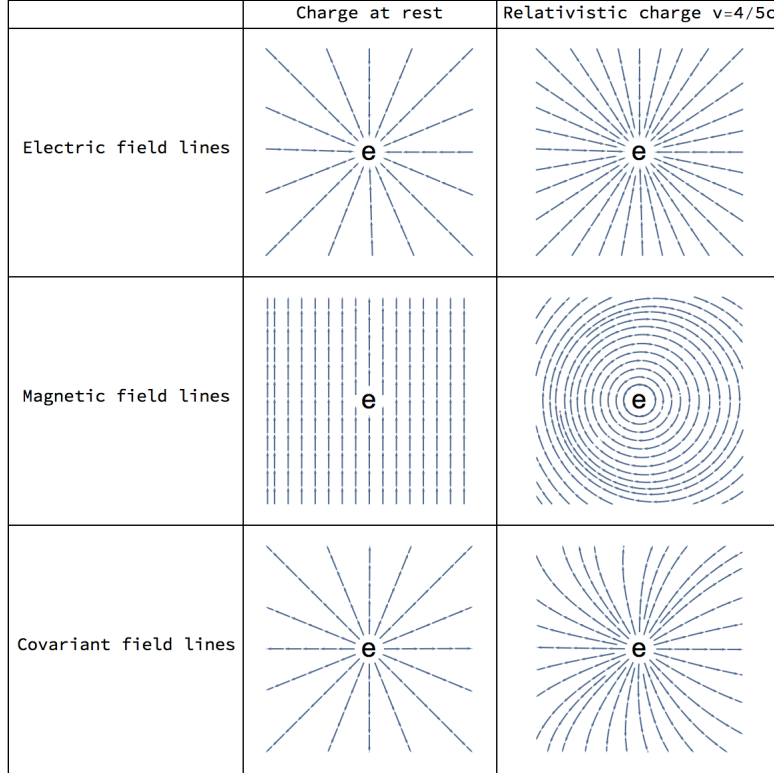 Charge at rest
Relativistic charge v=4/5c
Electric field lines
e
e
Magnetic field lines
e
e
Covariant field lines
e
e